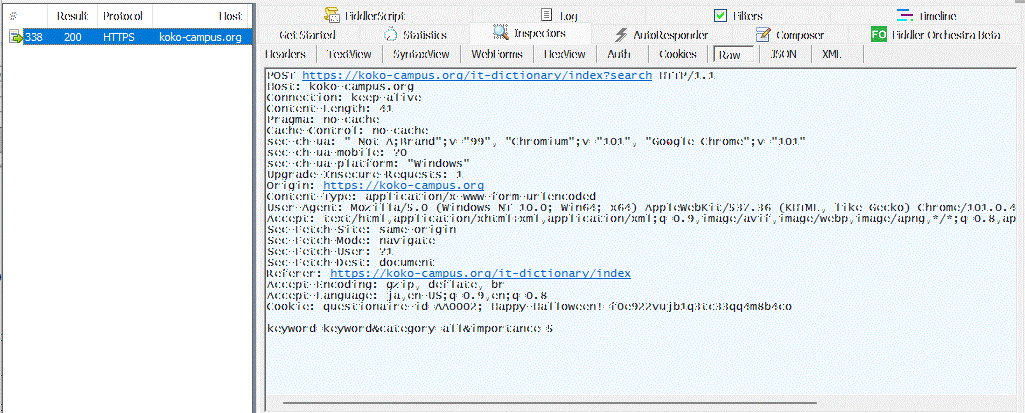 # Result Protocol Host
338 200 HTTPS koko-campus.org
FiddlerScript Log Filters Timeline
Get Started Statistics Inspectors AutoResponder Composer FO Fiddler Orchestra Beta
Headers TextView SyntaxView WebForms HexView Auth Cookies Raw JSON XML
POST https://koko-campus.org/it-dictionary/index?search HTTP/1.1
Host: koko-campus.org
Connection: keep-alive
Content-Length: 41
Pragma: no-cache
Cache-Control: no-cache
sec-ch-ua: " Not A;Brand";v="99", "Chromium";v="101", "Google Chrome";v="101"
sec-ch-ua-mobile: ?0
sec-ch-ua-platform: "Windows"
Upgrade-Insecure-Requests: 1
Origin: https://koko-campus.org
Content-Type: application/x-www-form-urlencoded
User-Agent: Mozilla/5.0 (Windows NT 10.0; Win64; x64) AppleWebKit/537.36 (KHTML, like Gecko) Chrome/101.0.4
Accept: text/html,application/xhtml+xml,application/xml;q=0.9,image/avif,image/webp,image/apng,*/*;q=0.8,ap
Sec-Fetch-Site: same-origin
Sec-Fetch-Mode: navigate
Sec-Fetch-User: ?1
Sec-Fetch-Dest: document
Referer: https://koko-campus.org/it-dictionary/index
Accept-Encoding: gzip, deflate, br
Accept-Language: ja,en-US;q=0.9,en;q=0.8
Cookie: questionaire-id=AA0002; Happy-Halloween!=f0e922vujb1q3tc33qq4m8b4eo
keyword=keyword&category=all&importance=5